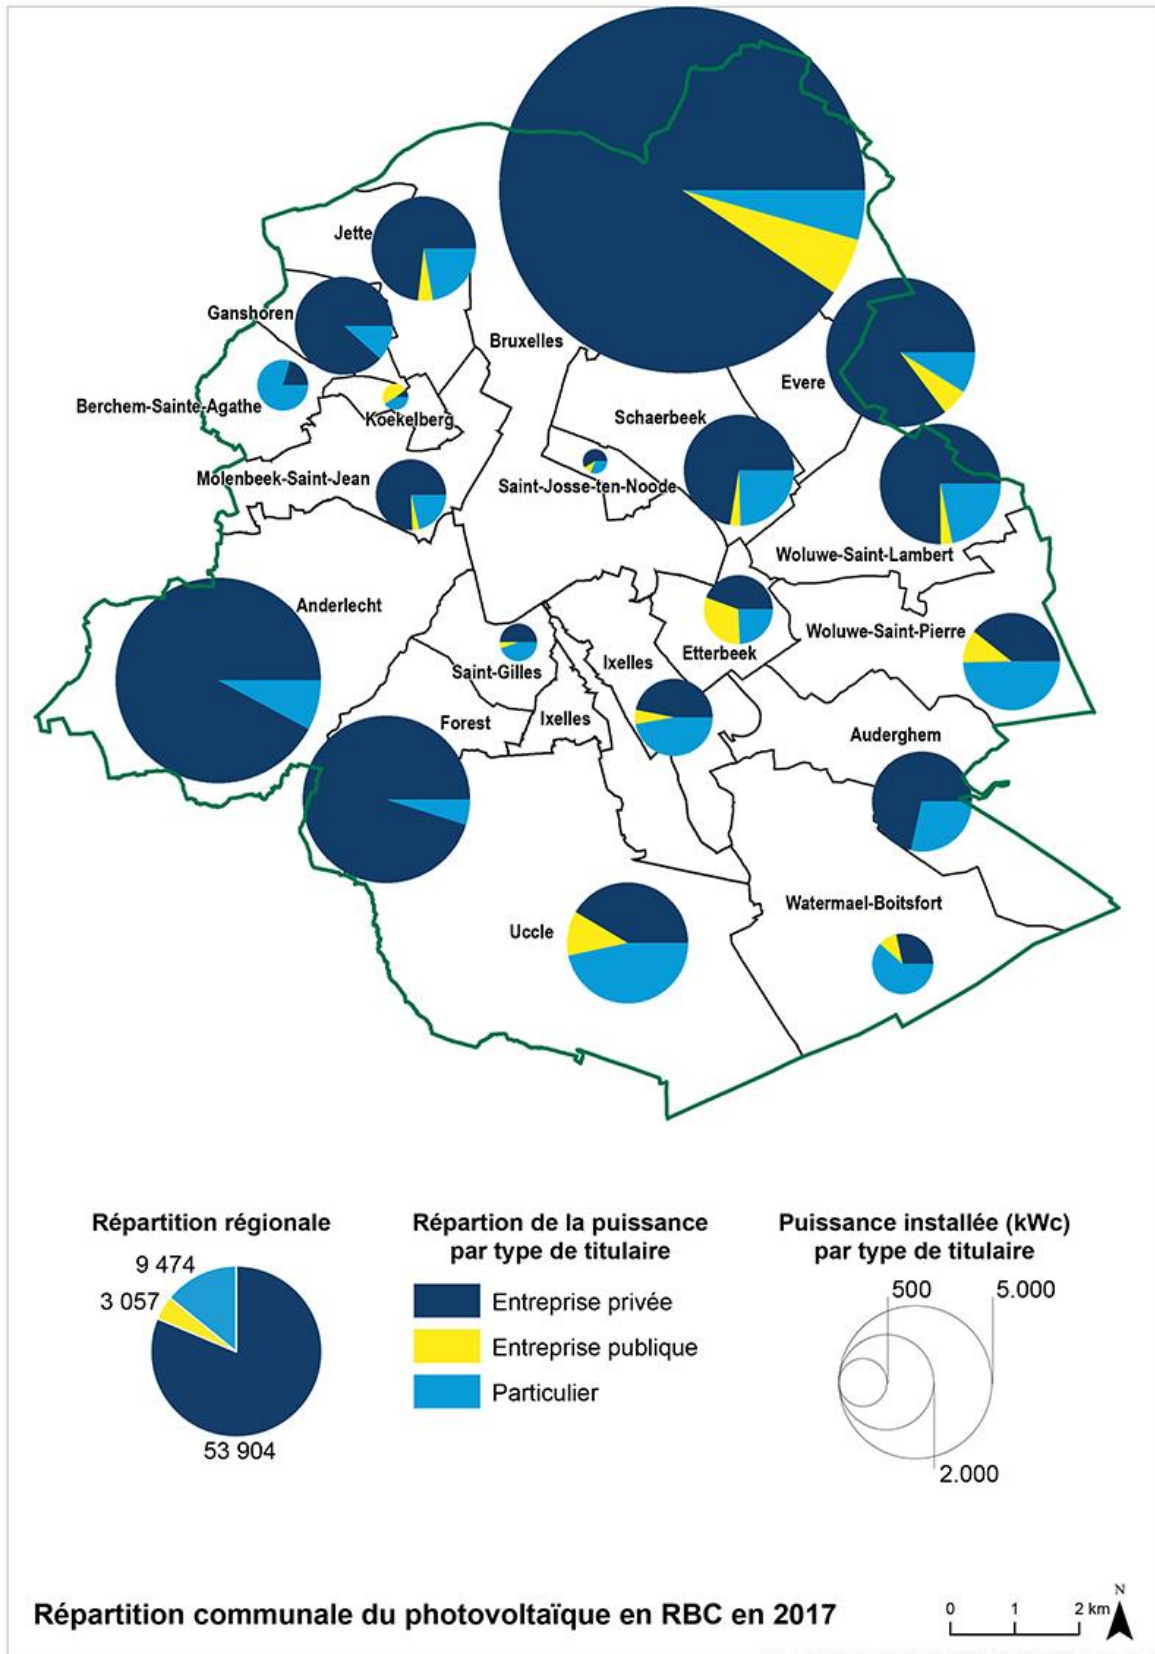 Jette
Ganshoren
Bruxelles
Evere
Berchem-Sainte-Agathe
Koekelberg
Schaerbeek
Molenbeek-Saint-Jean
Saint-Josse-ten-Noode
Woluwe-Saint-Lambert
Anderlecht
Woluwe-Saint-Pierre
Etterbeek
Ixelles
Saint-Gilles
Forest
Ixelles
Auderghem
Watermael-Boitsfort
Uccle
Répartition régionale
9 474
3 057
53 904
Répartion de la puissance
par type de titulaire
Entreprise privée
Entreprise publique
Particulier
Puissance installée (kWc)
par type de titulaire
500
5.000
2.000
Répartition communale du photovoltaïque en RBC en 2017
0 1 2 km
N